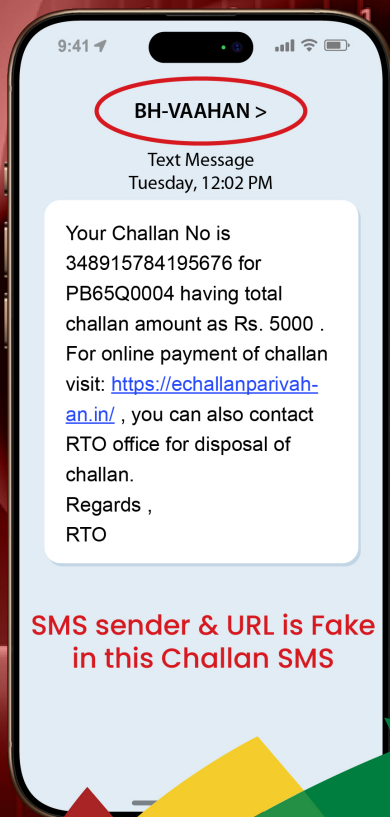 9:41
BH-VAAHAN >
Text Message
Tuesday, 12:02 PM
Your Challan No is
348915784195676 for
PB65Q0004 having total
challan amount as Rs. 5000 .
For online payment of challan
visit: https://echallanparivah-
an.in/ , you can also contact
RTO office for disposal of
challan.
Regards ,
RTO
SMS sender & URL is Fake
in this Challan SMS